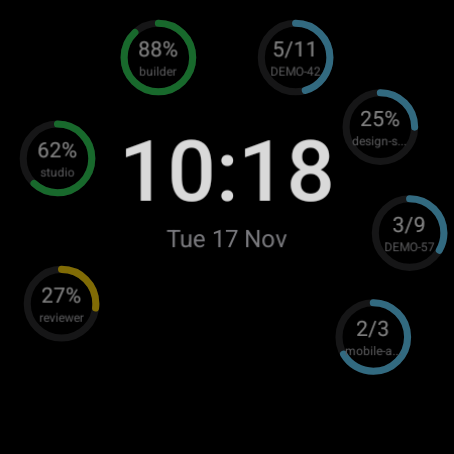 88%
builder
5/11
DEMO-42
25%
design-s...
62%
studio
10:18
Tue 17 Nov
3/9
DEMO-57
27%
reviewer
2/3
mobile-a...